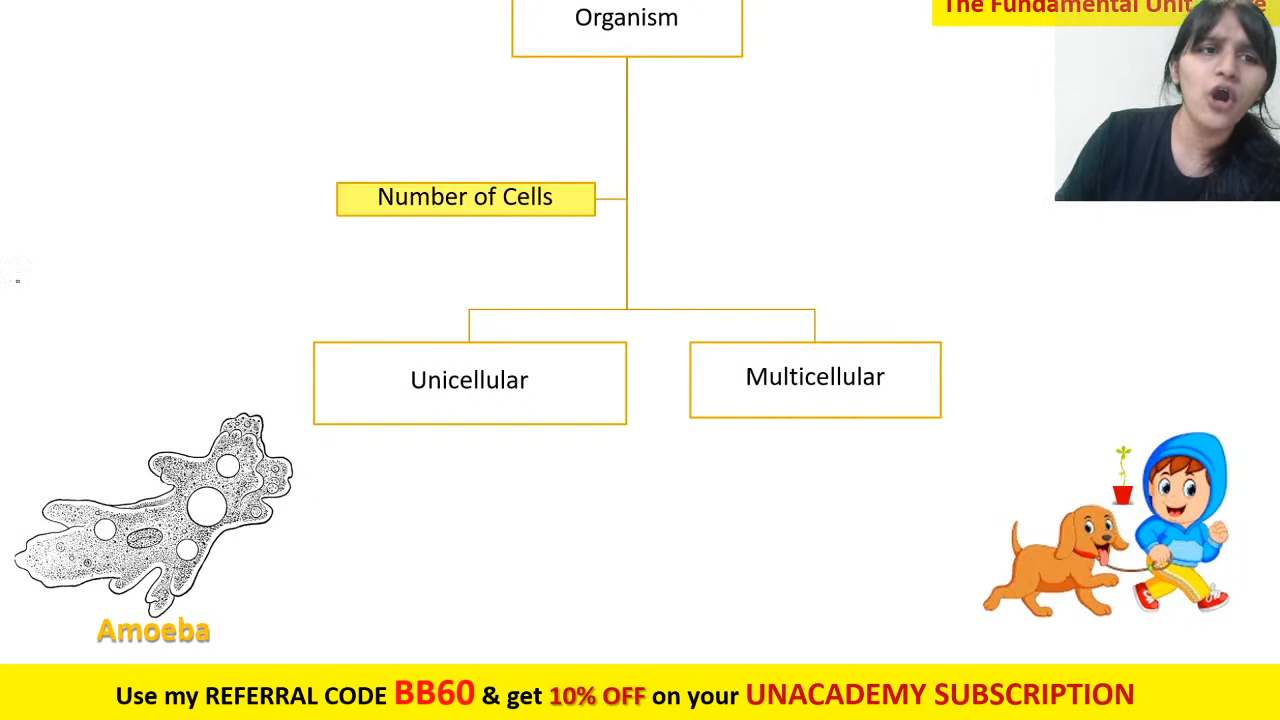 Organism
The Fundamental Unit
Number of Cells
Unicellular
Multicellular
Amoeba
Use my REFERRAL CODE BB60 & get 10% OFF on your UNACADEMY SUBSCRIPTION